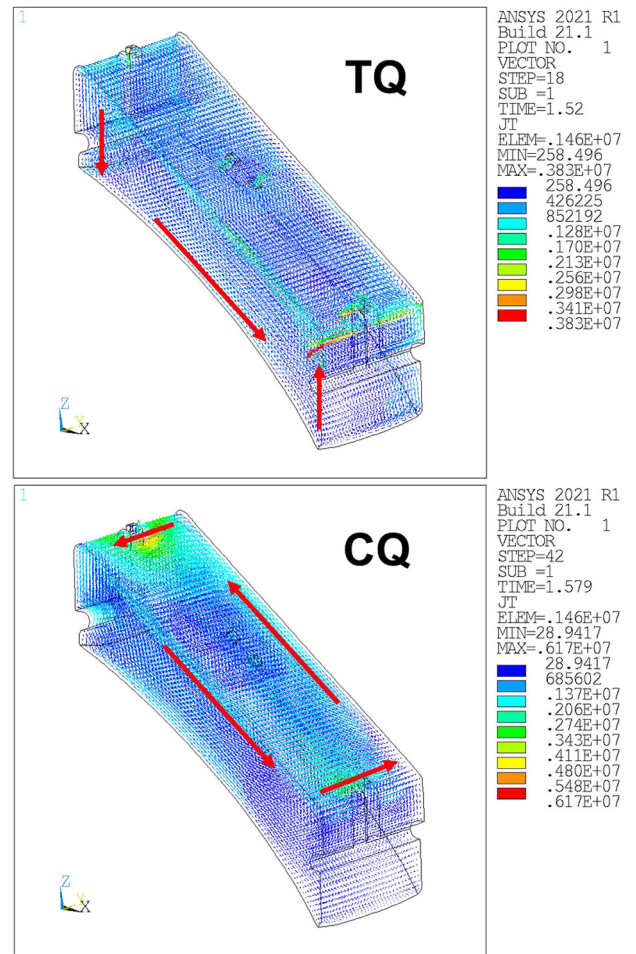 1
TQ
ANSYS 2021 R1
Build 21.1
PLOT NO. 1
VECTOR
STEP=18
SUB =1
TIME=1.52
JT
ELEM=.146E+07
MIN=258.496
MAX=.383E+07
258.496
426225
852192
.128E+07
.170E+07
.213E+07
.256E+07
.298E+07
.341E+07
.383E+07
Z
Y
X
1
CQ
ANSYS 2021 R1
Build 21.1
PLOT NO. 1
VECTOR
STEP=42
SUB =1
TIME=1.579
JT
ELEM=.146E+07
MIN=28.9417
MAX=.617E+07
28.9417
685602
.137E+07
.206E+07
.274E+07
.343E+07
.411E+07
.480E+07
.548E+07
.617E+07
Z
Y
X